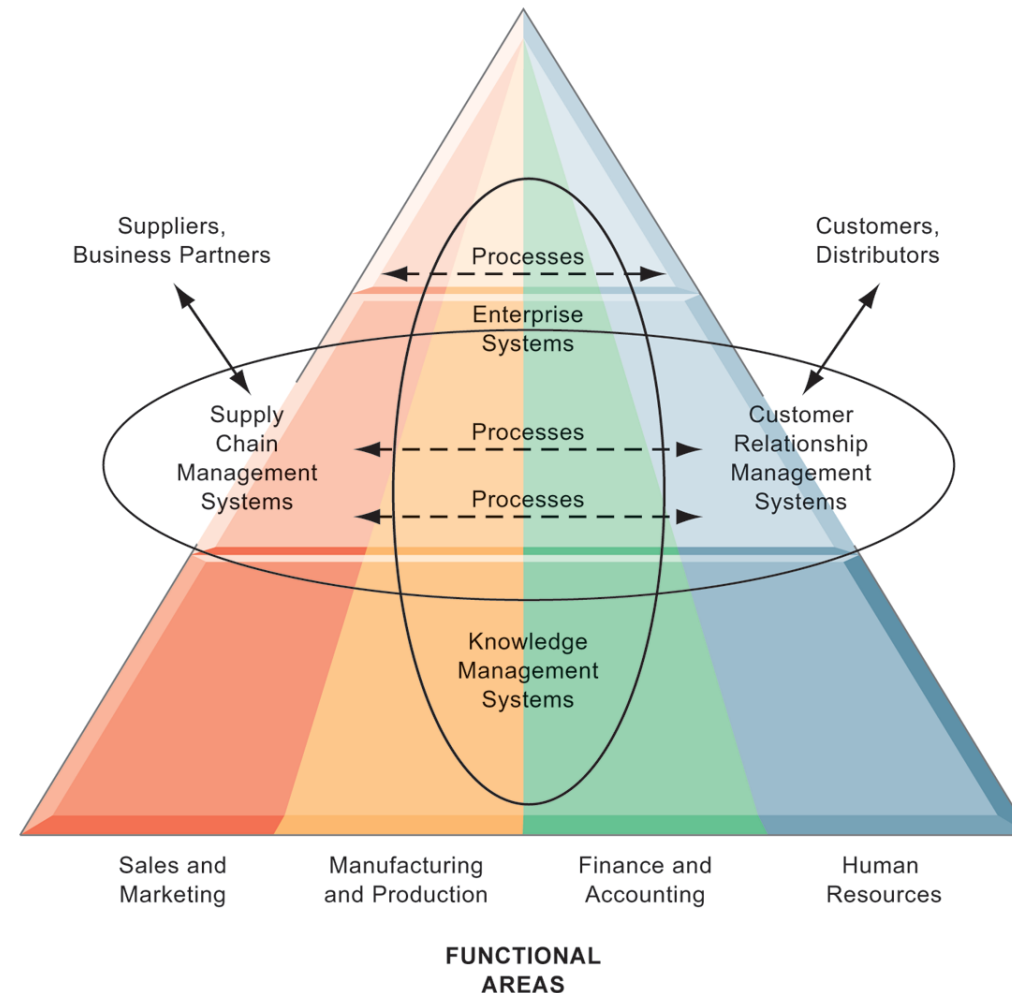 Suppliers,
Business Partners
Customers,
Distributors
Processes
Enterprise
Systems
Supply
Chain
Management
Systems
Processes
Processes
Customer
Relationship
Management
Systems
Knowledge
Management
Systems
Sales and
Marketing
Manufacturing
and Production
Finance and
Accounting
Human
Resources
FUNCTIONAL
AREAS